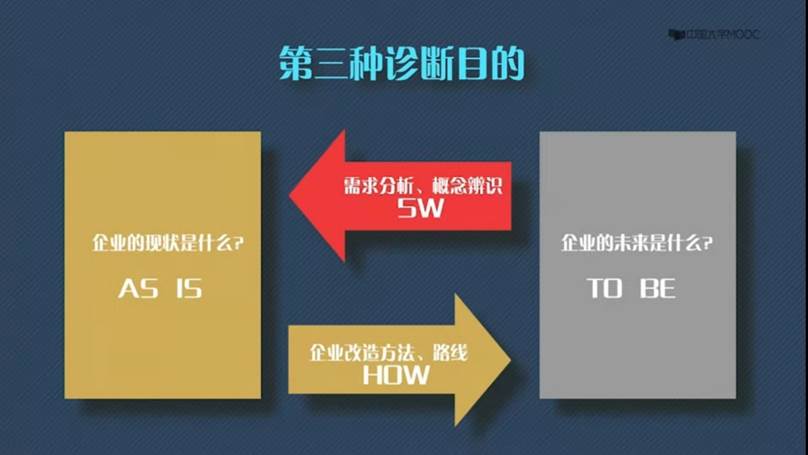 中国大学MOOC
第三种诊断目的
企业的现状是什么?
AS IS
需求分析、概念辨识
5W
企业改造方法、路线
HOW
企业的未来是什么?
TO BE